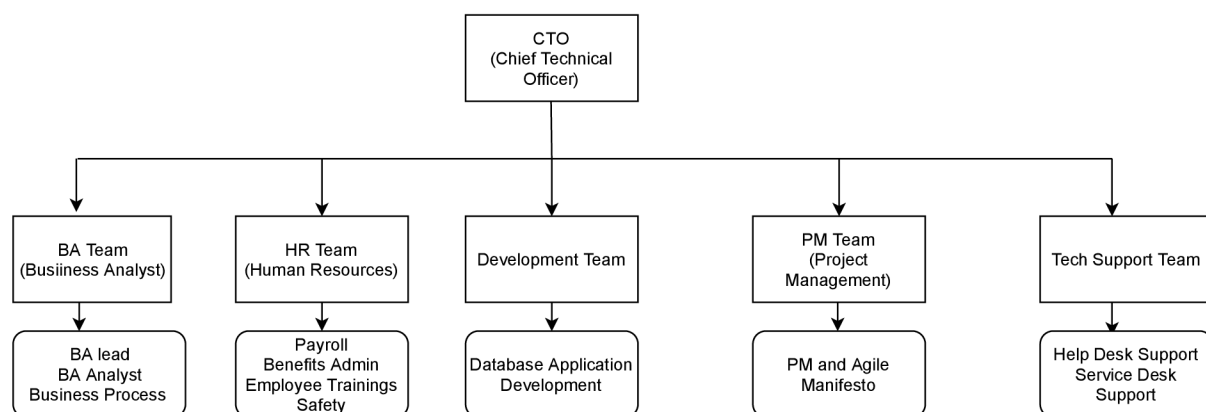 CTO
(Chief Technical
Officer)
BA Team
(Busiiness Analyst)
HR Team
(Human Resources)
Development Team
PM Team
(Project
Management)
Tech Support Team
BA lead
BA Analyst
Business Process
Payroll
Benefits Admin
Employee Trainings
Safety
Database Application
Development
PM and Agile
Manifesto
Help Desk Support
Service Desk
Support